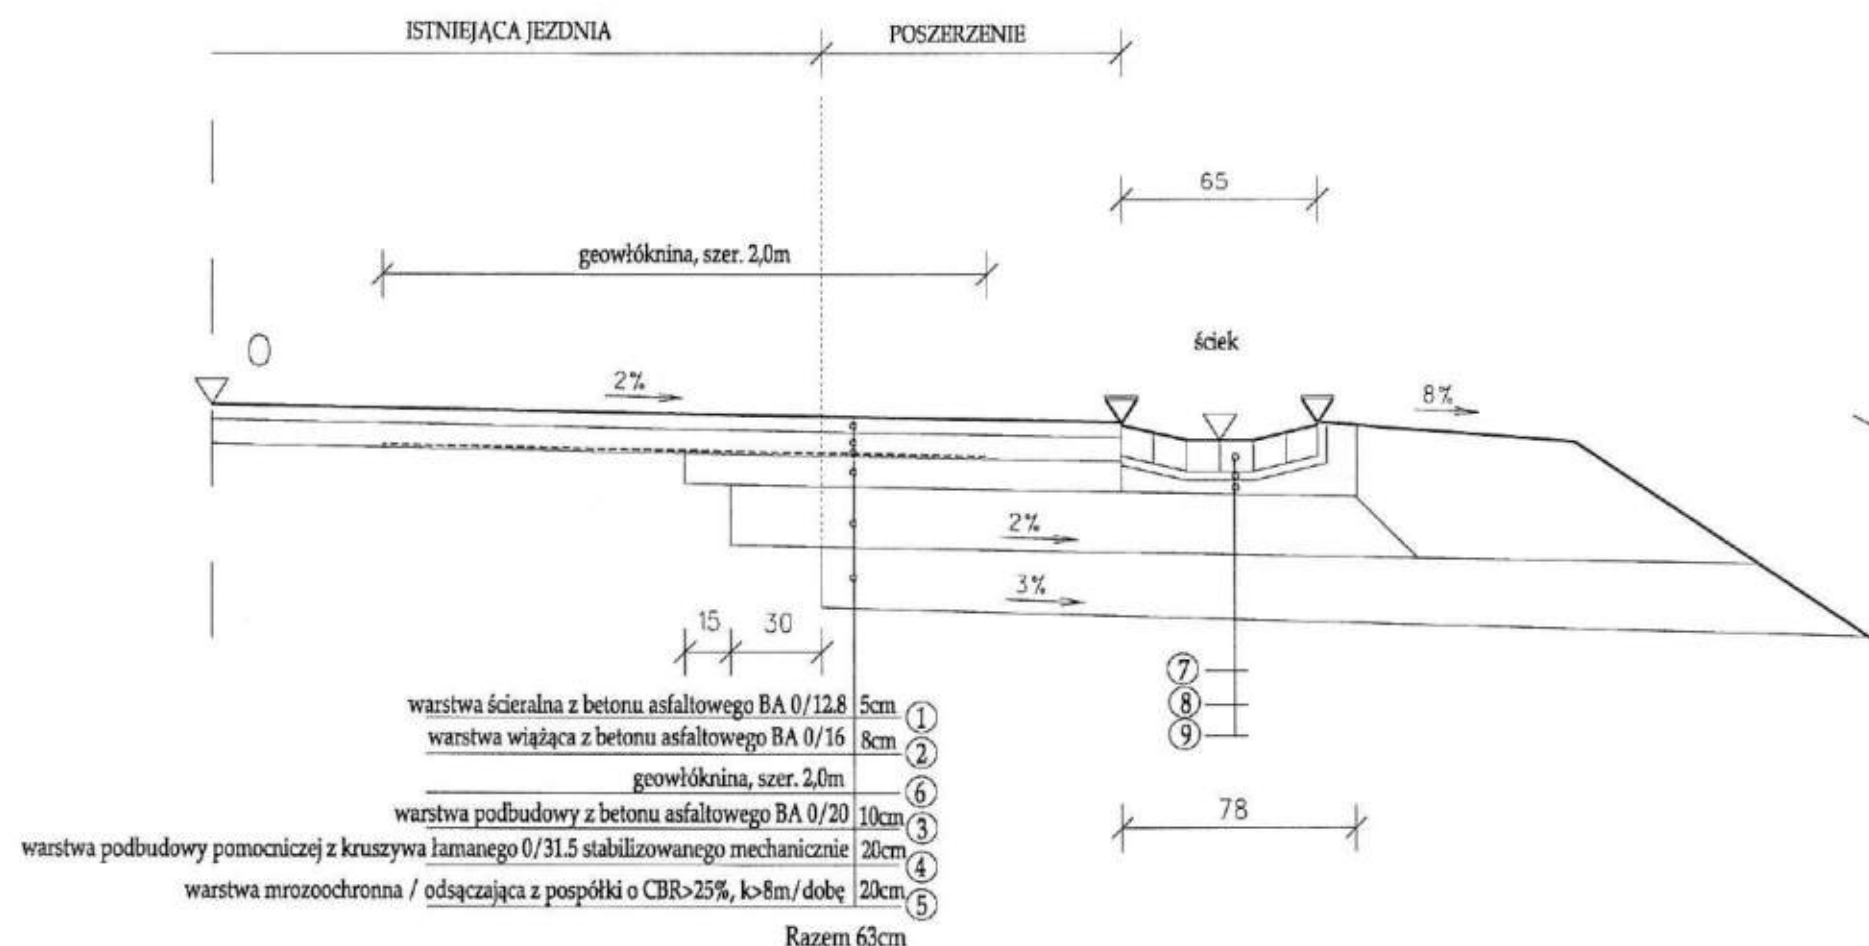 ISTNIEJĄCA JEZDNIA
POSZERZENIE
65
geowłóknina, szer. 2,0m
0
ściek
2%
8%
2%
3%
15
30
7
8
9
78
warstwa ścieralna z betonu asfaltowego BA 0/12.8 5cm 1
warstwa wiążąca z betonu asfaltowego BA 0/16 8cm 2
geowłóknina, szer. 2,0m 6
warstwa podbudowy z betonu asfaltowego BA 0/20 10cm 3
warstwa podbudowy pomocniczej z kruszywa łamanego 0/31.5 stabilizowanego mechanicznie 20cm 4
warstwa mrozoochronna / odsączająca z pospółki o CBR>25%, k>8m/dobę 20cm 5
Razem 63cm